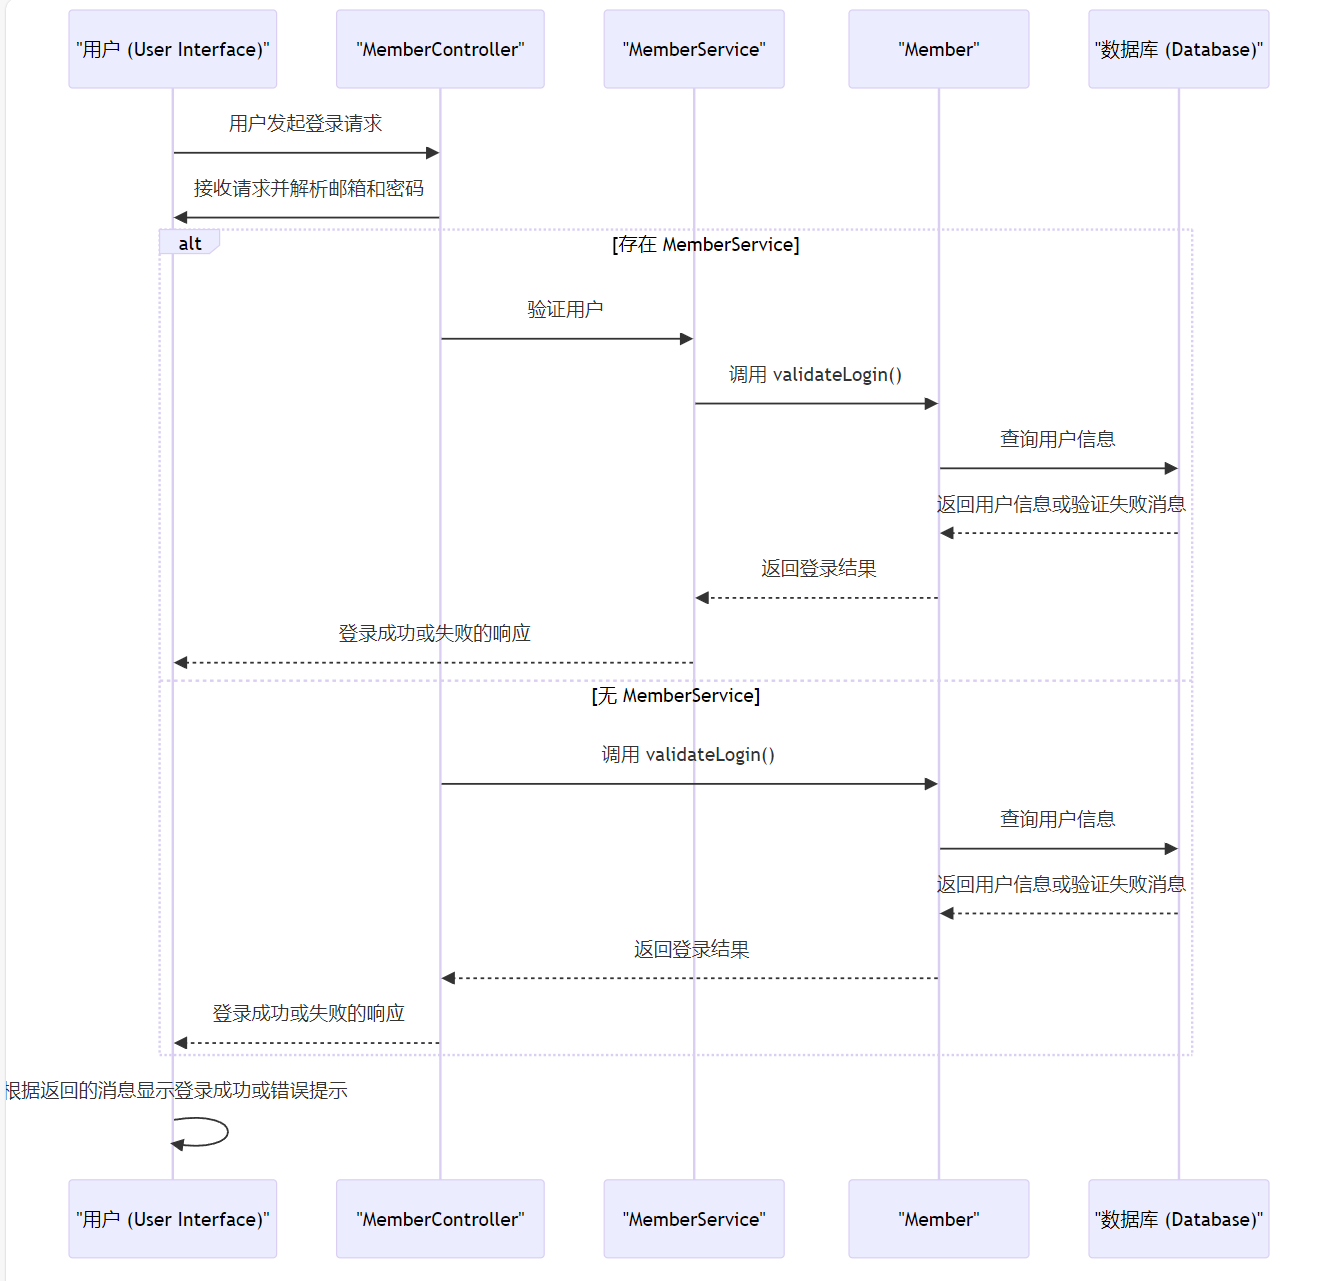 "用户 (User Interface)"
"MemberController"
"MemberService"
"Member"
"数据库 (Database)"
用户发起登录请求
接收请求并解析邮箱和密码
alt
[存在 MemberService]
验证用户
调用 validateLogin()
查询用户信息
返回用户信息或验证失败消息
返回登录结果
登录成功或失败的响应
[无 MemberService]
调用 validateLogin()
查询用户信息
返回用户信息或验证失败消息
返回登录结果
登录成功或失败的响应
根据返回的消息显示登录成功或错误提示
"用户 (User Interface)"
"MemberController"
"MemberService"
"Member"
"数据库 (Database)"